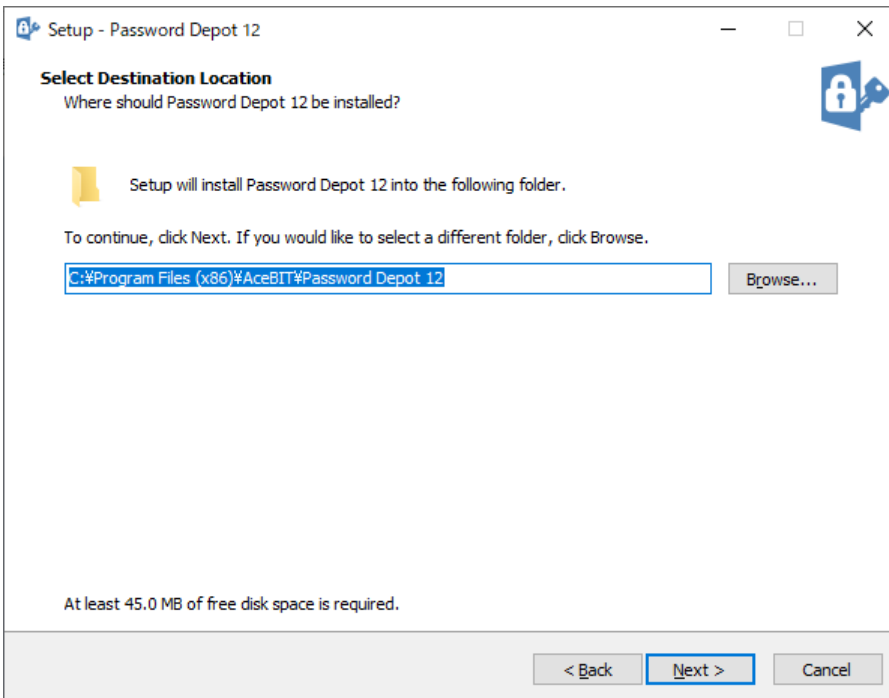 Setup - Password Depot 12
Select Destination Location
Where should Password Depot 12 be installed?
Setup will install Password Depot 12 into the following folder.
To continue, click Next. If you would like to select a different folder, click Browse.
C:¥Program Files (x86)¥AceBIT¥Password Depot 12
Browse...
At least 45.0 MB of free disk space is required.
< Back
Next >
Cancel